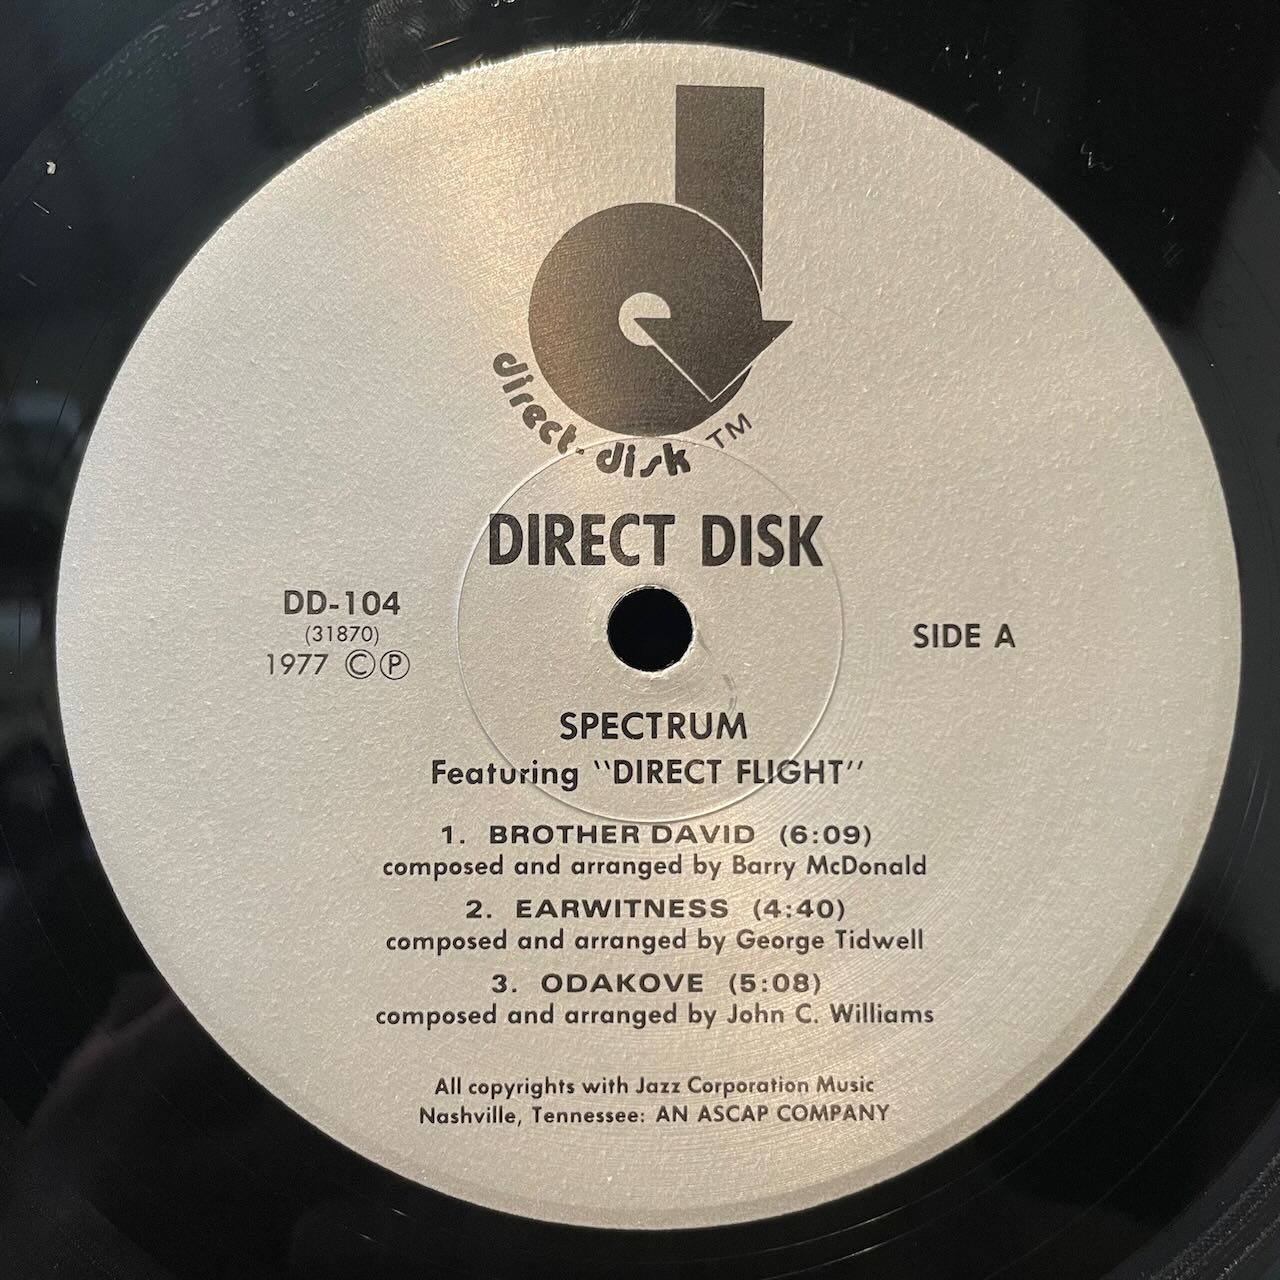 direct-disk ™
DIRECT DISK
DD-104
(31870)
1977 ©℗
SIDE A
SPECTRUM
Featuring "DIRECT FLIGHT"
1. BROTHER DAVID (6:09)
composed and arranged by Barry McDonald
2. EARWITNESS (4:40)
composed and arranged by George Tidwell
3. ODAKOVE (5:08)
composed and arranged by John C. Williams
All copyrights with Jazz Corporation Music
Nashville, Tennessee: AN ASCAP COMPANY